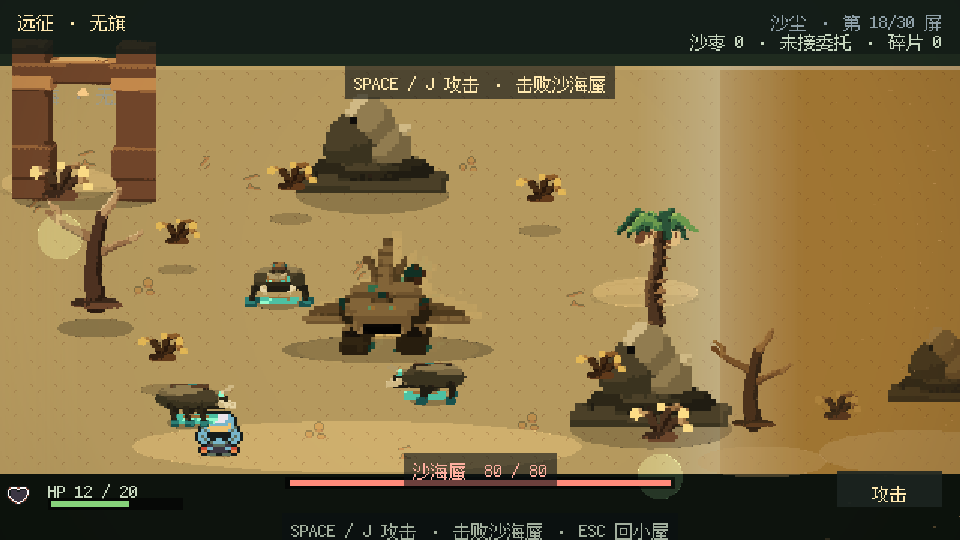 远征 · 无旗
沙尘 · 第 18/30 屏
沙枣 0 · 未接委托 · 碎片 0
SPACE / J 攻击 · 击败沙海蜃
沙海蜃 80 / 80
HP 12 / 20
攻击
SPACE / J 攻击 · 击败沙海蜃 · ESC 回小屋